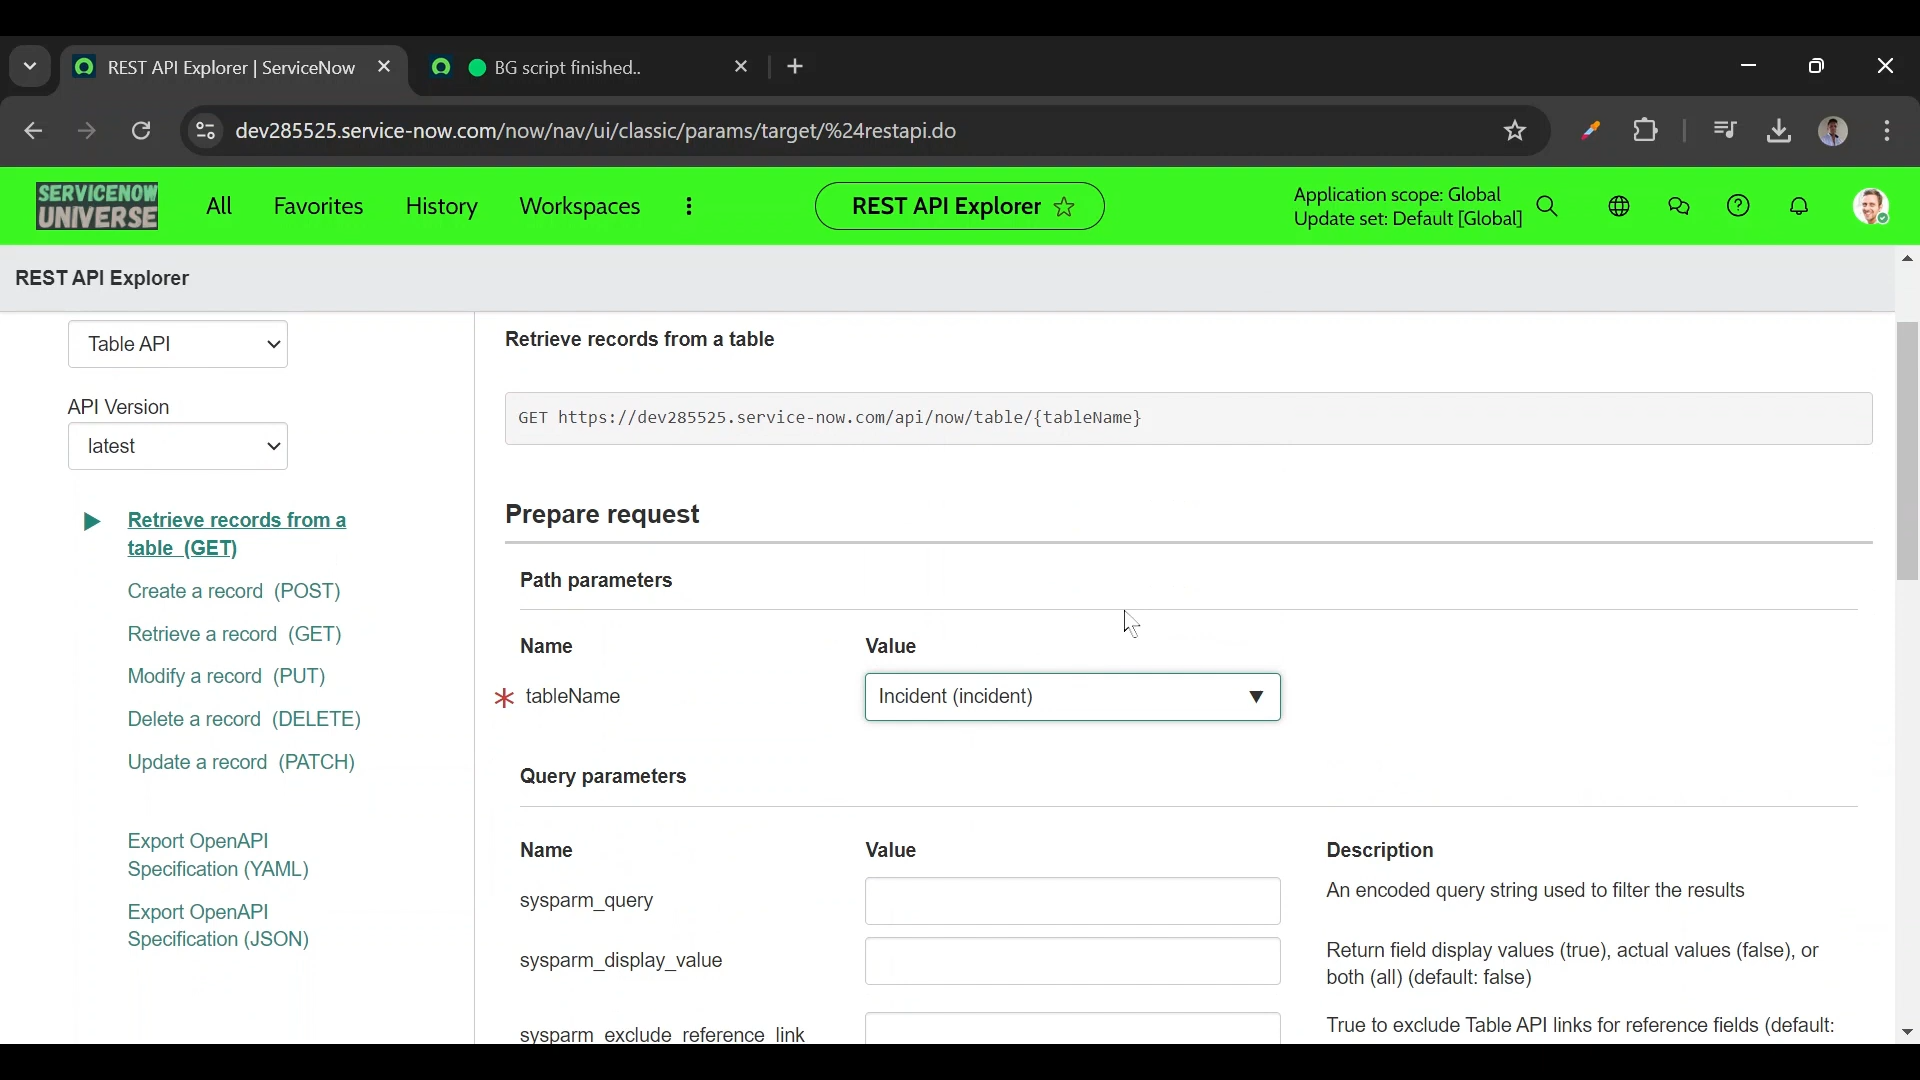 REST API Explorer | ServiceNow
BG script finished..
dev285525.service-now.com/now/nav/ui/classic/params/target/%24restapi.do
SERVICENOW
UNIVERSE
All
Favorites
History
Workspaces
REST API Explorer
Application scope: Global
Update set: Default [Global]
REST API Explorer
Table API
API Version
latest
Retrieve records from a
table (GET)
Create a record (POST)
Retrieve a record (GET)
Modify a record (PUT)
Delete a record (DELETE)
Update a record (PATCH)
Export OpenAPI
Specification (YAML)
Export OpenAPI
Specification (JSON)
Retrieve records from a table
GET https://dev285525.service-now.com/api/now/table/{tableName}
Prepare request
Path parameters
Name Value
tableName Incident (incident)
Query parameters
Name Value Description
sysparm_query An encoded query string used to filter the results
sysparm_display_value Return field display values (true), actual values (false), or
both (all) (default: false)
sysparm_exclude_reference_link True to exclude Table API links for reference fields (default: